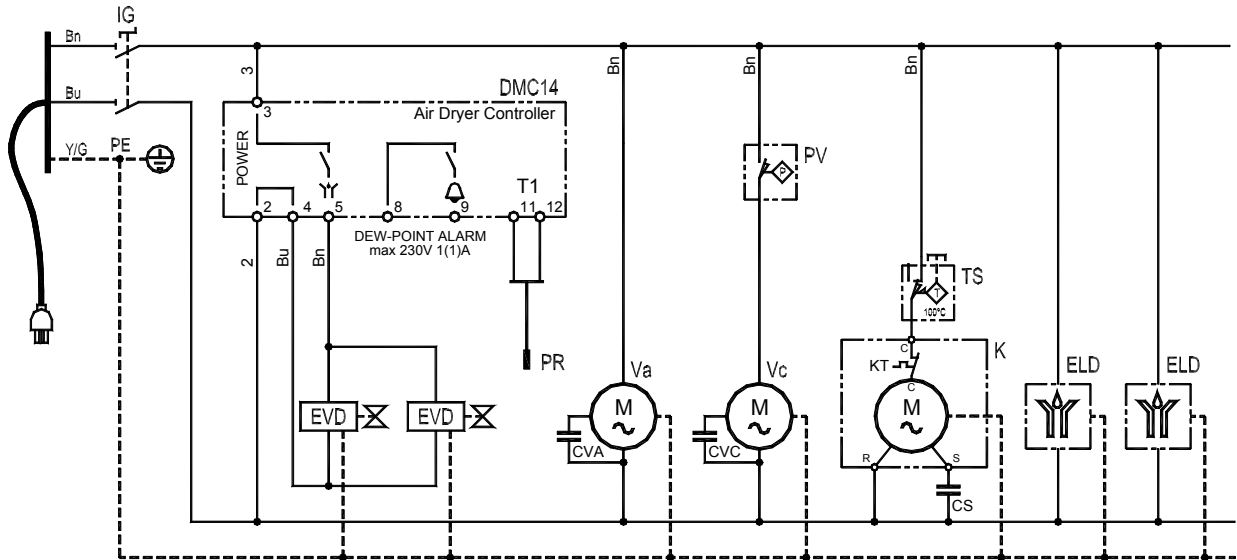 IG
Bn
Bu
Y/G PE
3
3
DMC14
Air Dryer Controller
POWER
T1
2 4 5 8 9 11 12
DEW-POINT ALARM
max 230V 1(1)A
2
Bu
Bn
PR
EVD
EVD
Bn
Va
M
CVA
Bn
PV
P
Vc
M
CVC
Bn
TS
T
100°C
K
C
KT
C
M
R
S
CS
ELD
ELD